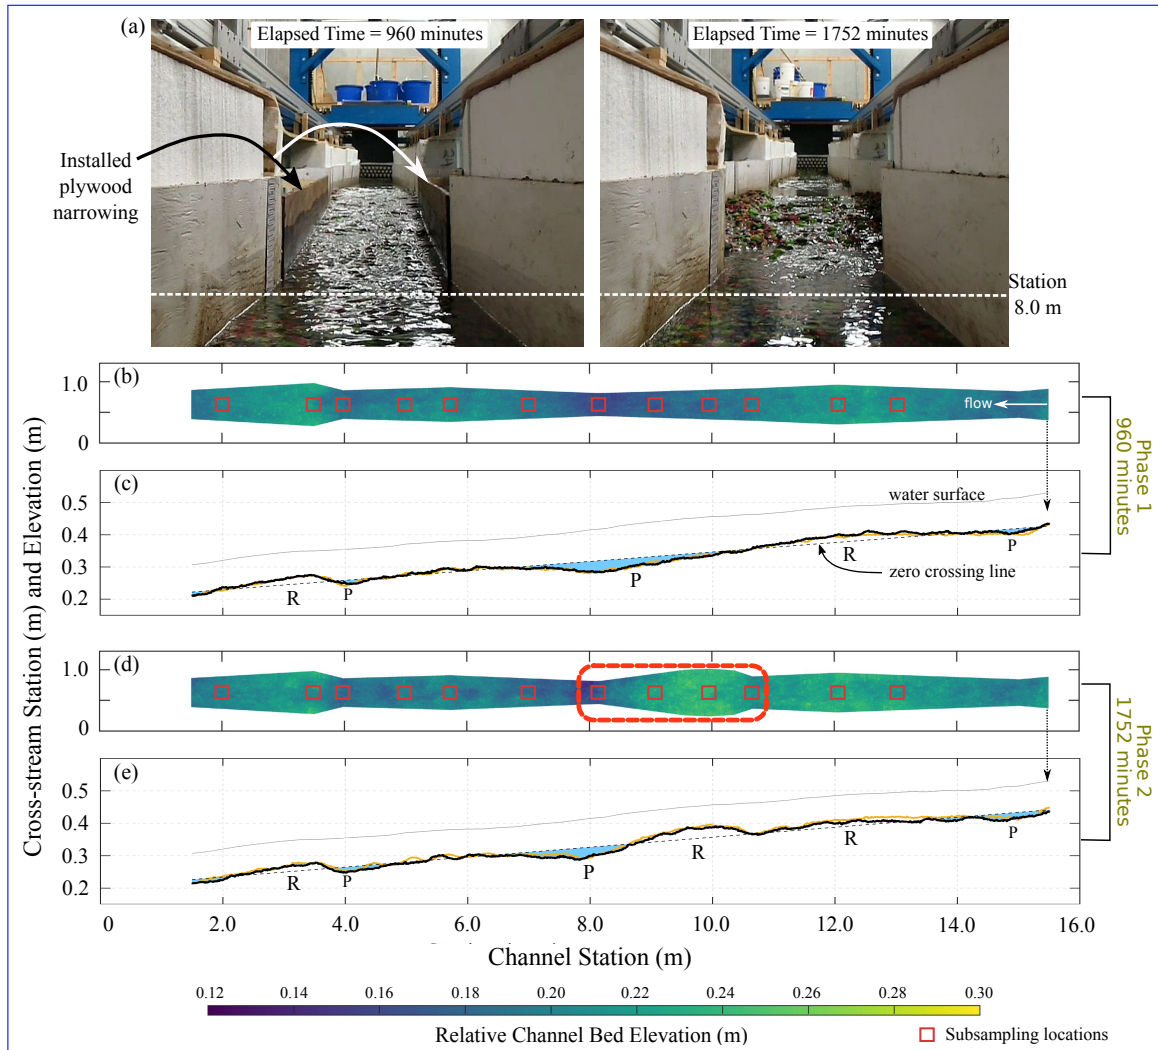 (a)
Elapsed Time = 960 minutes
Elapsed Time = 1752 minutes
Installed
plywood
narrowing
Station
8.0 m
Cross-stream Station (m) and Elevation (m)
(b)
1.0
0
flow
Phase 1
960 minutes
(c)
0.5
0.4
0.3
0.2
water surface
zero crossing line
R
P
P
R
P
(d)
1.0
0
Phase 2
1752 minutes
(e)
0.5
0.4
0.3
0.2
R
P
P
R
R
P
0 2.0 4.0 6.0 8.0 10.0 12.0 14.0 16.0
Channel Station (m)
0.12 0.14 0.16 0.18 0.20 0.22 0.24 0.26 0.28 0.30
Relative Channel Bed Elevation (m)
Subsampling locations